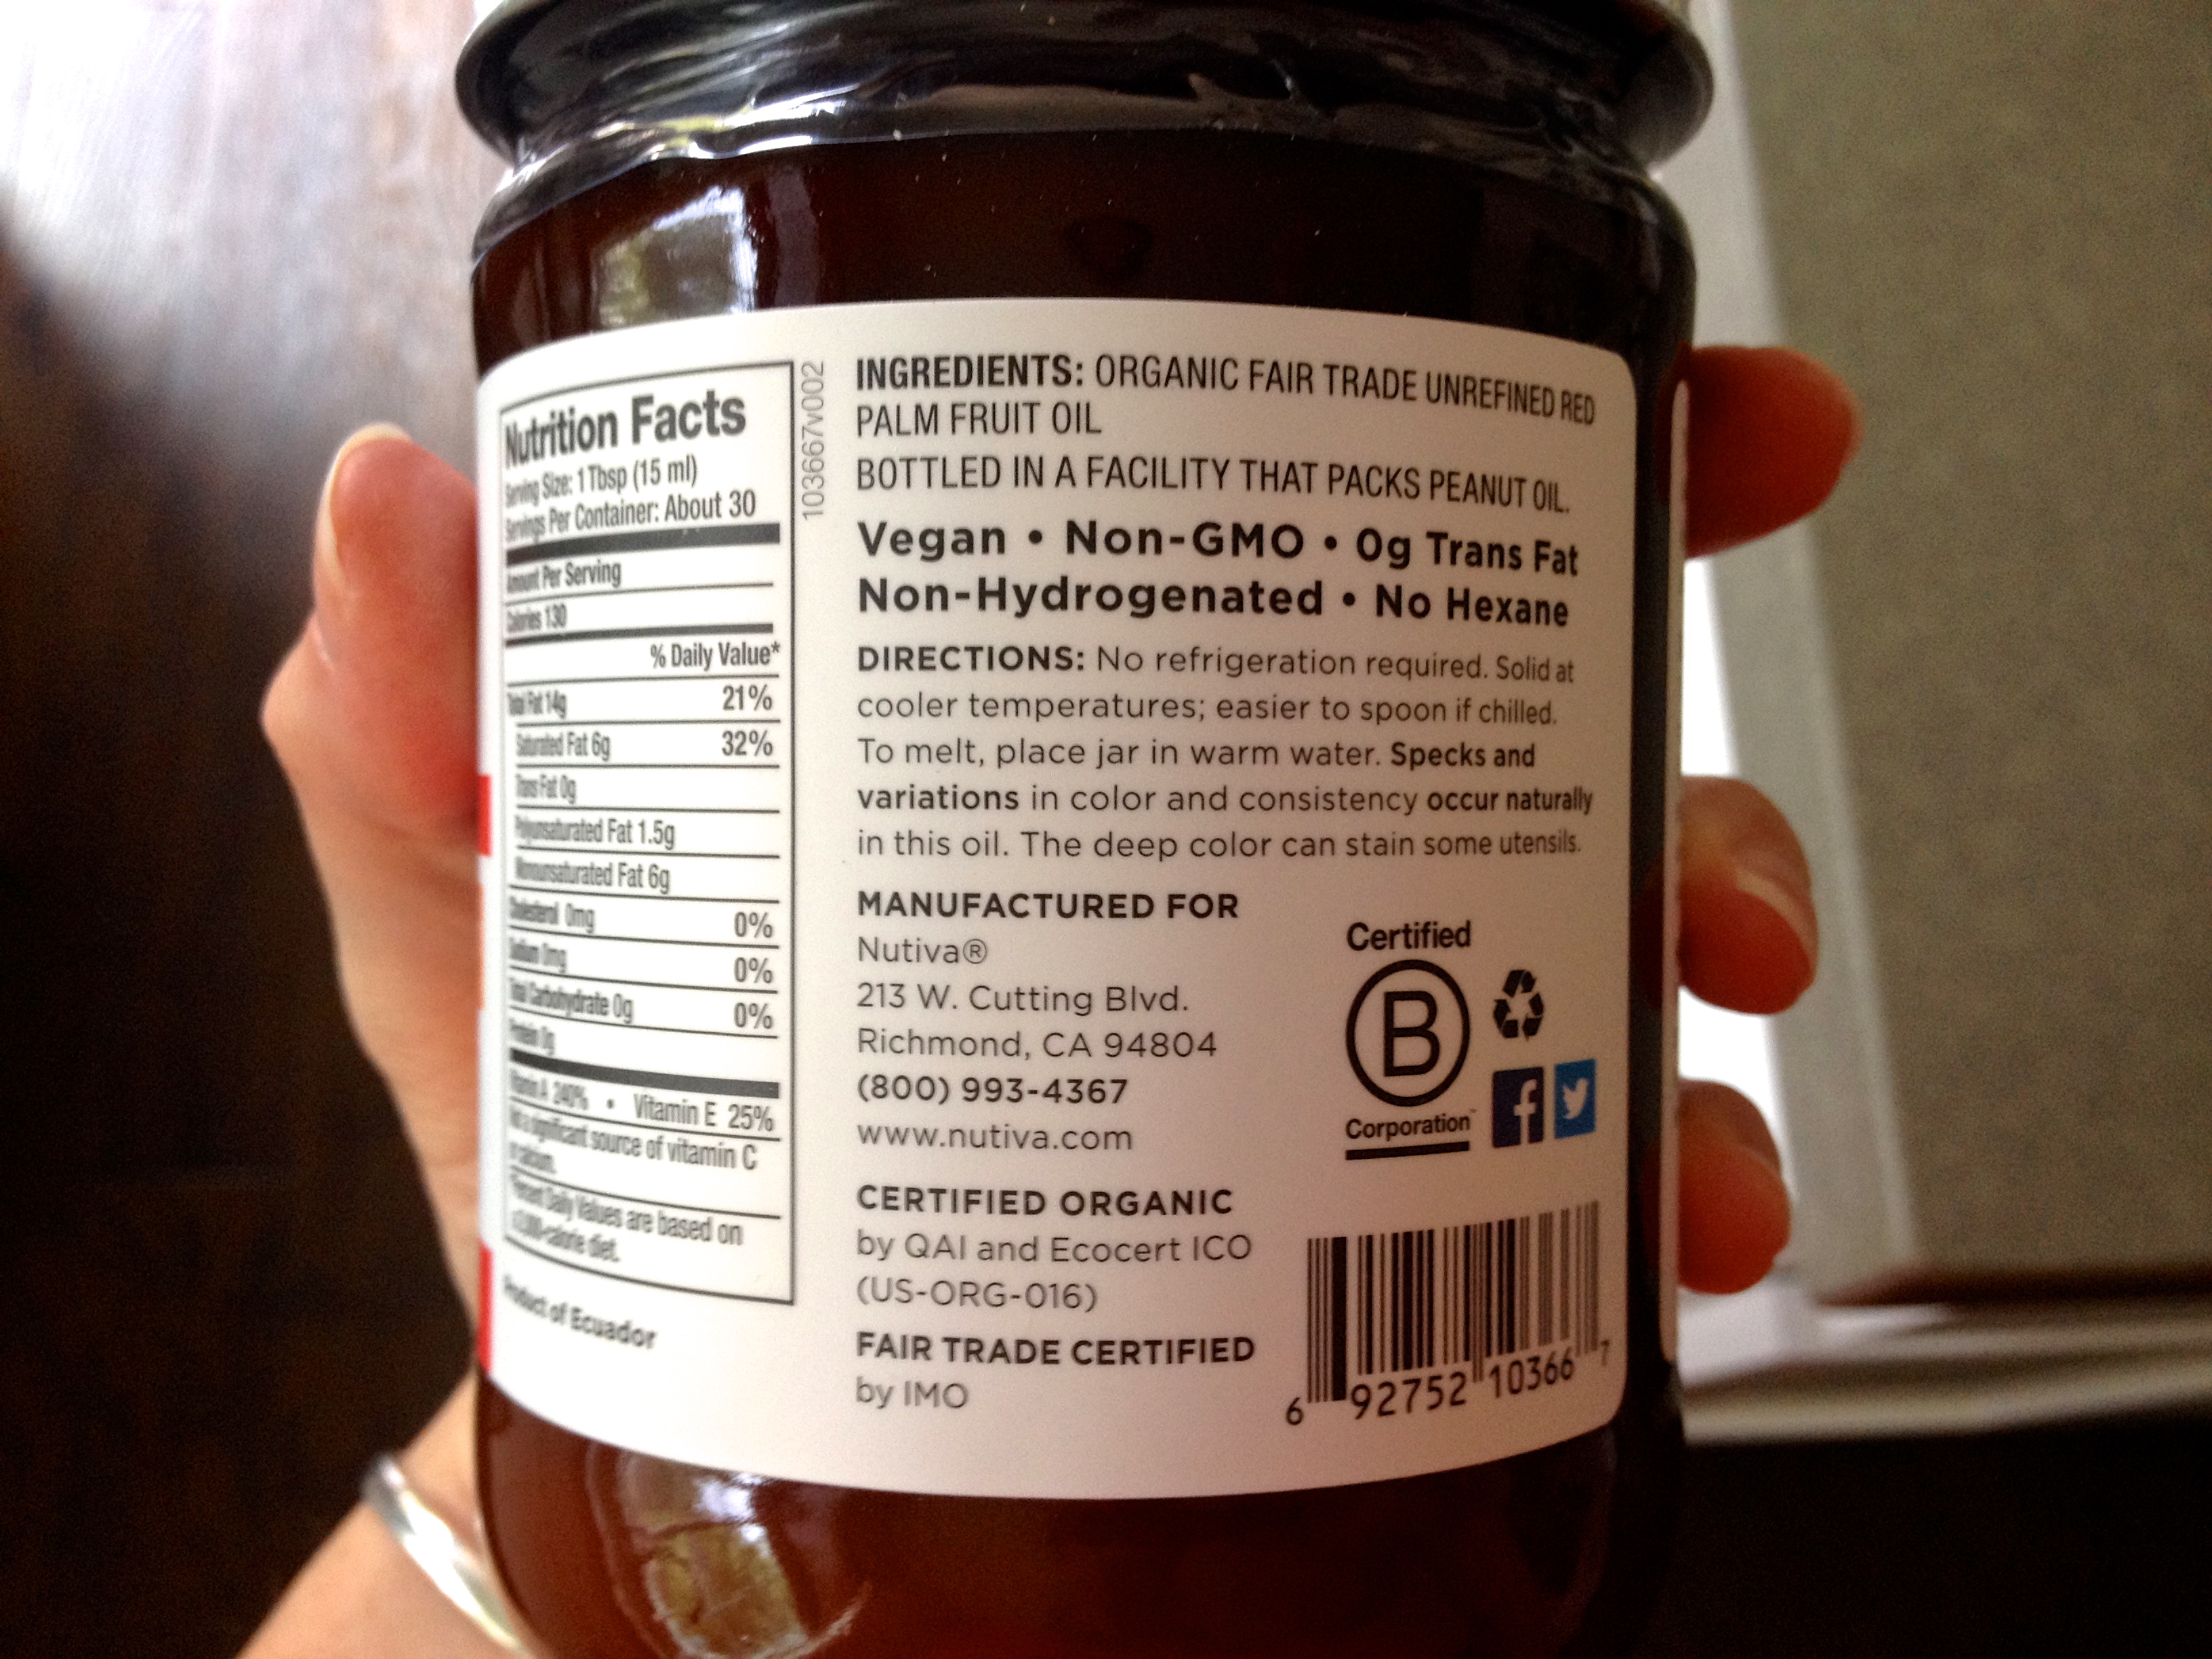 Nutrition Facts
Serving Size: 1 Tbsp (15 ml)
Servings Per Container: About 30
Amount Per Serving
Calories 130
% Daily Value*
Total Fat 14g 21%
Saturated Fat 6g 32%
Trans Fat 0g
Polyunsaturated Fat 1.5g
Monounsaturated Fat 6g
Cholesterol 0mg 0%
Sodium 0mg 0%
Total Carbohydrate 0g 0%
Protein 0g
Vitamin A 240% • Vitamin E 25%
Not a significant source of vitamin C
or calcium.
*Percent Daily Values are based on
a 2,000-calorie diet.
Product of Ecuador
103667v002
INGREDIENTS: ORGANIC FAIR TRADE UNREFINED RED
PALM FRUIT OIL
BOTTLED IN A FACILITY THAT PACKS PEANUT OIL.
Vegan • Non-GMO • 0g Trans Fat
Non-Hydrogenated • No Hexane
DIRECTIONS: No refrigeration required. Solid at
cooler temperatures; easier to spoon if chilled.
To melt, place jar in warm water. Specks and
variations in color and consistency occur naturally
in this oil. The deep color can stain some utensils.
MANUFACTURED FOR
Nutiva®
213 W. Cutting Blvd.
Richmond, CA 94804
(800) 993-4367
www.nutiva.com
CERTIFIED ORGANIC
by QAI and Ecocert ICO
(US-ORG-016)
FAIR TRADE CERTIFIED
by IMO
Certified
B
Corporation™
f
6 92752 10366 7